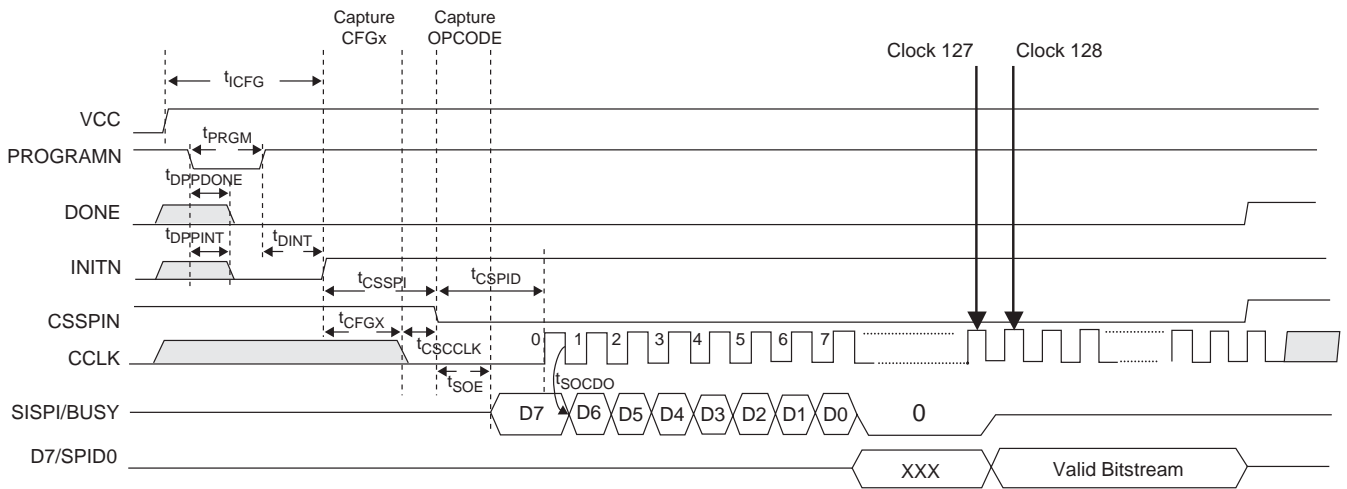 Capture CFGx
Capture OPCODE
Clock 127
Clock 128
tICFG
VCC
tPRGM
PROGRAMN
tDPPDONE
DONE
tDPPINT
tDINT
INITN
tCSSPI
tCSPID
CSSPIN
tCFGX
tCSCCLK
0 1 2 3 4 5 6 7
CCLK
tSOE
tSOCDO
SISPI/BUSY
D7 D6 D5 D4 D3 D2 D1 D0 0
D7/SPID0
XXX
Valid Bitstream